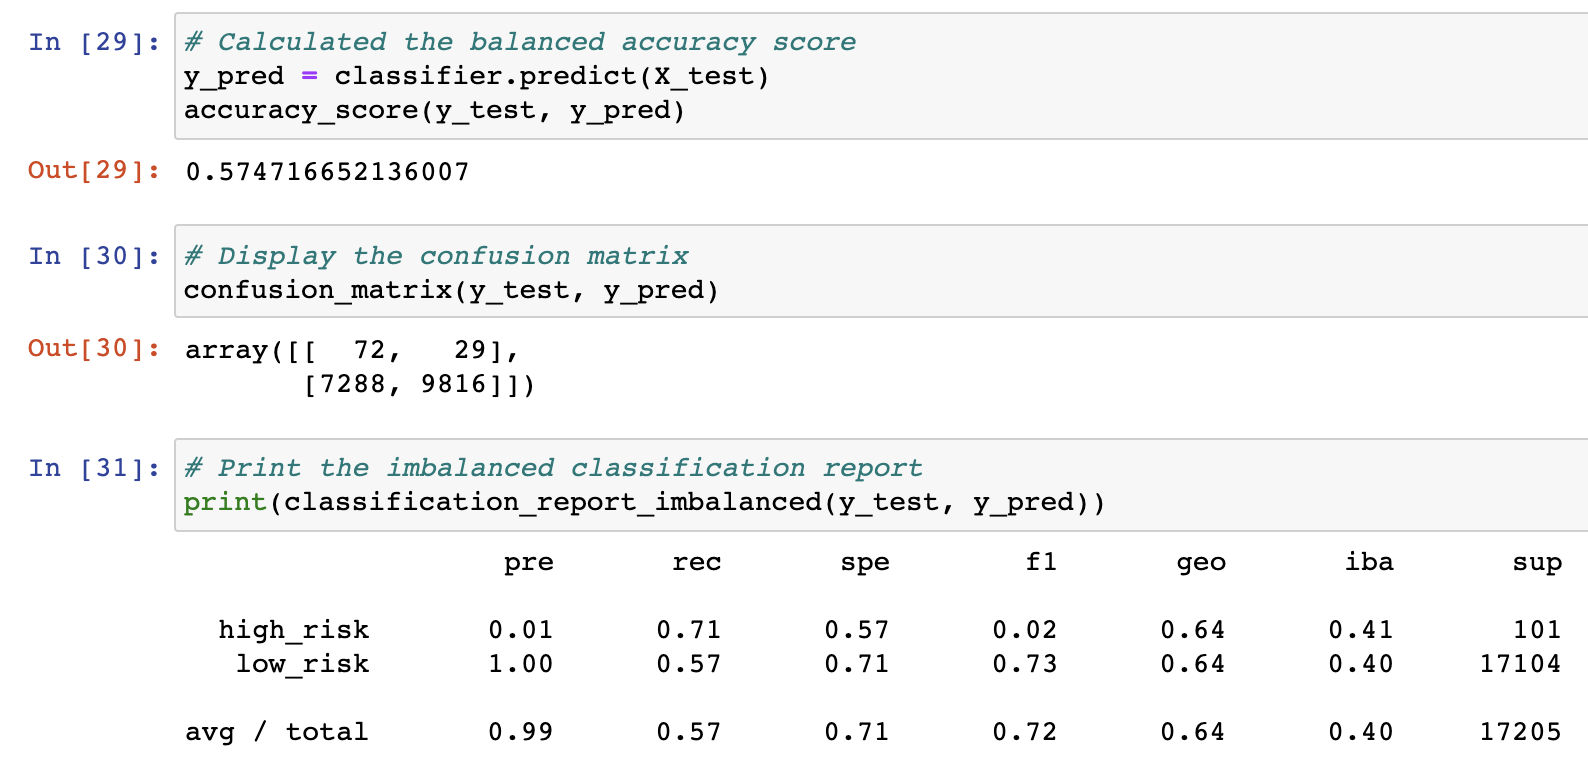 In [29]: # Calculated the balanced accuracy score
y_pred = classifier.predict(X_test)
accuracy_score(y_test, y_pred)
Out[29]: 0.574716652136007
In [30]: # Display the confusion matrix
confusion_matrix(y_test, y_pred)
Out[30]: array([[  72,   29],
       [7288, 9816]])
In [31]: # Print the imbalanced classification report
print(classification_report_imbalanced(y_test, y_pred))
pre rec spe f1 geo iba sup
high_risk 0.01 0.71 0.57 0.02 0.64 0.41 101
low_risk 1.00 0.57 0.71 0.73 0.64 0.40 17104
avg / total 0.99 0.57 0.71 0.72 0.64 0.40 17205